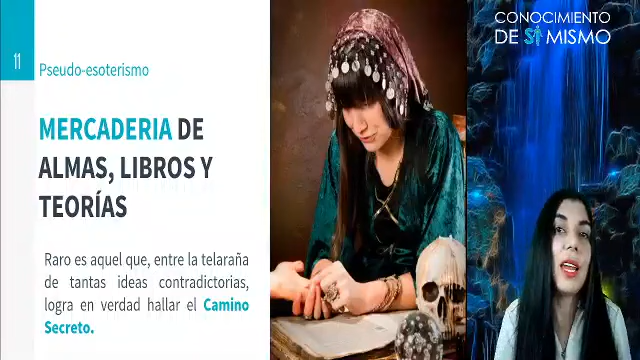 11
Pseudo-esoterismo
MERCADERIA DE
ALMAS, LIBROS Y
TEORÍAS
Raro es aquel que, entre la telaraña
de tantas ideas contradictorias,
logra en verdad hallar el Camino
Secreto.
CONOCIMIENTO
DE SÍ MISMO